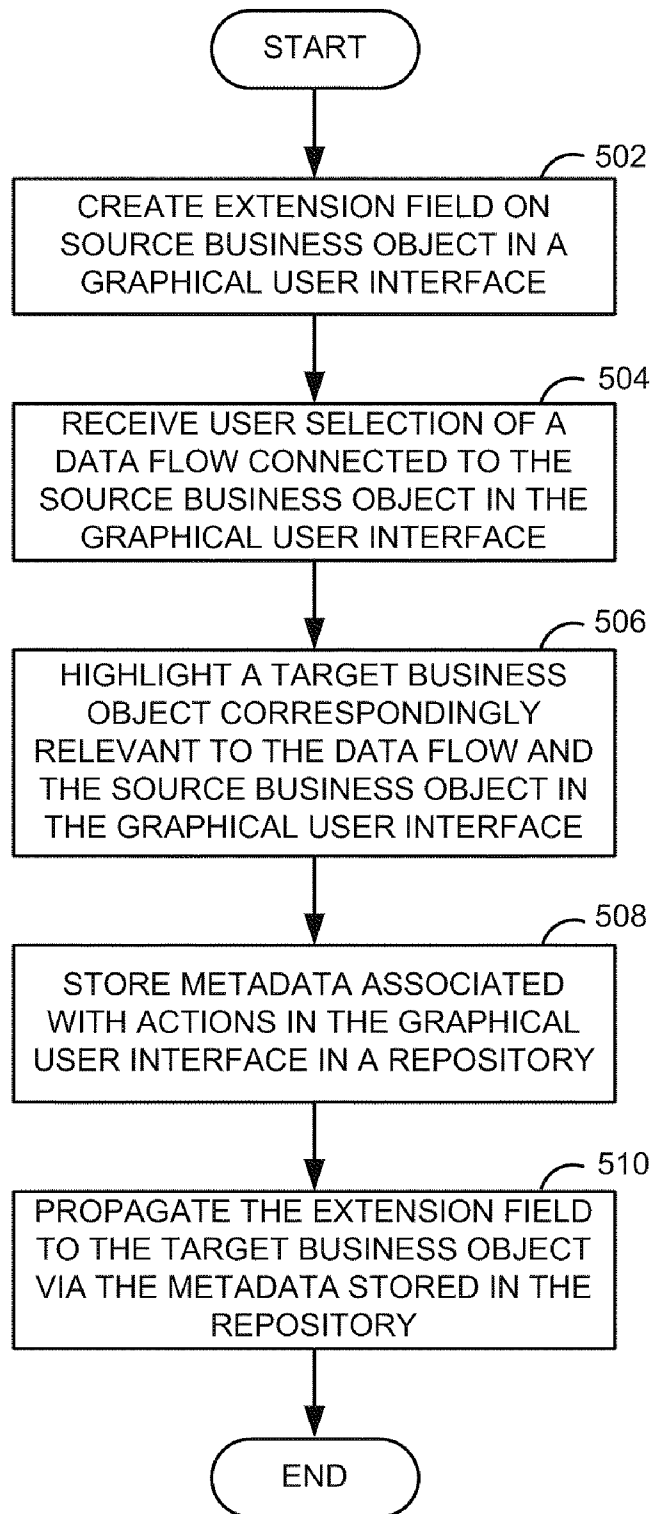 START
502
CREATE EXTENSION FIELD ON
SOURCE BUSINESS OBJECT IN A
GRAPHICAL USER INTERFACE
504
RECEIVE USER SELECTION OF A
DATA FLOW CONNECTED TO THE
SOURCE BUSINESS OBJECT IN THE
GRAPHICAL USER INTERFACE
506
HIGHLIGHT A TARGET BUSINESS
OBJECT CORRESPONDINGLY
RELEVANT TO THE DATA FLOW AND
THE SOURCE BUSINESS OBJECT IN
THE GRAPHICAL USER INTERFACE
508
STORE METADATA ASSOCIATED
WITH ACTIONS IN THE GRAPHICAL
USER INTERFACE IN A REPOSITORY
510
PROPAGATE THE EXTENSION FIELD
TO THE TARGET BUSINESS OBJECT
VIA THE METADATA STORED IN THE
REPOSITORY
END